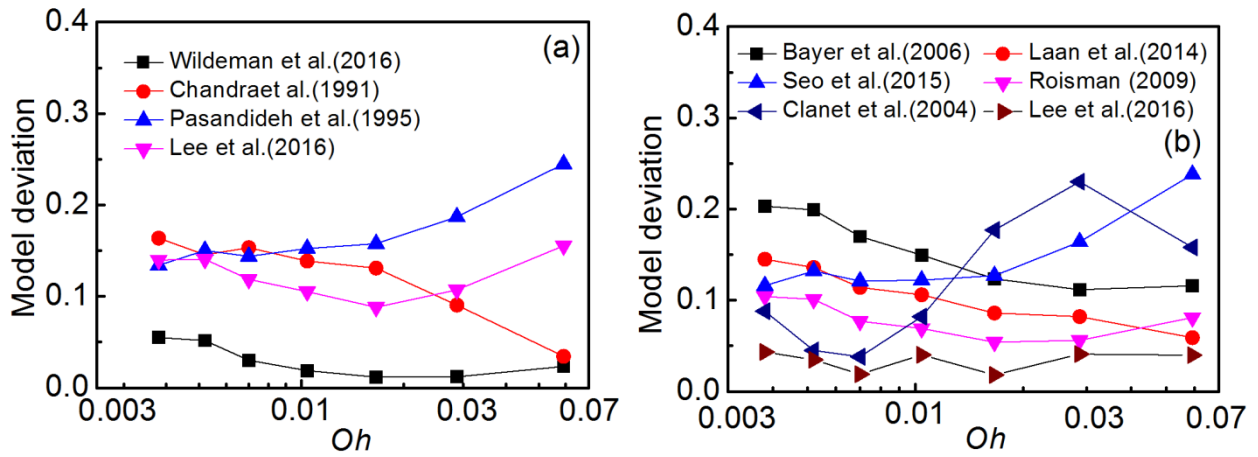 (a)
Wildeman et al.(2016)
Chandraet al.(1991)
Pasandideh et al.(1995)
Lee et al.(2016)
Model deviation
0.4
0.3
0.2
0.1
0.0
0.003
0.01
0.03
0.07
Oh
Bayer et al.(2006)
Laan et al.(2014)
Seo et al.(2015)
Roisman (2009)
Clanet et al.(2004)
Lee et al.(2016)
(b)
Model deviation
0.4
0.3
0.2
0.1
0.0
0.003
0.01
0.03
0.07
Oh